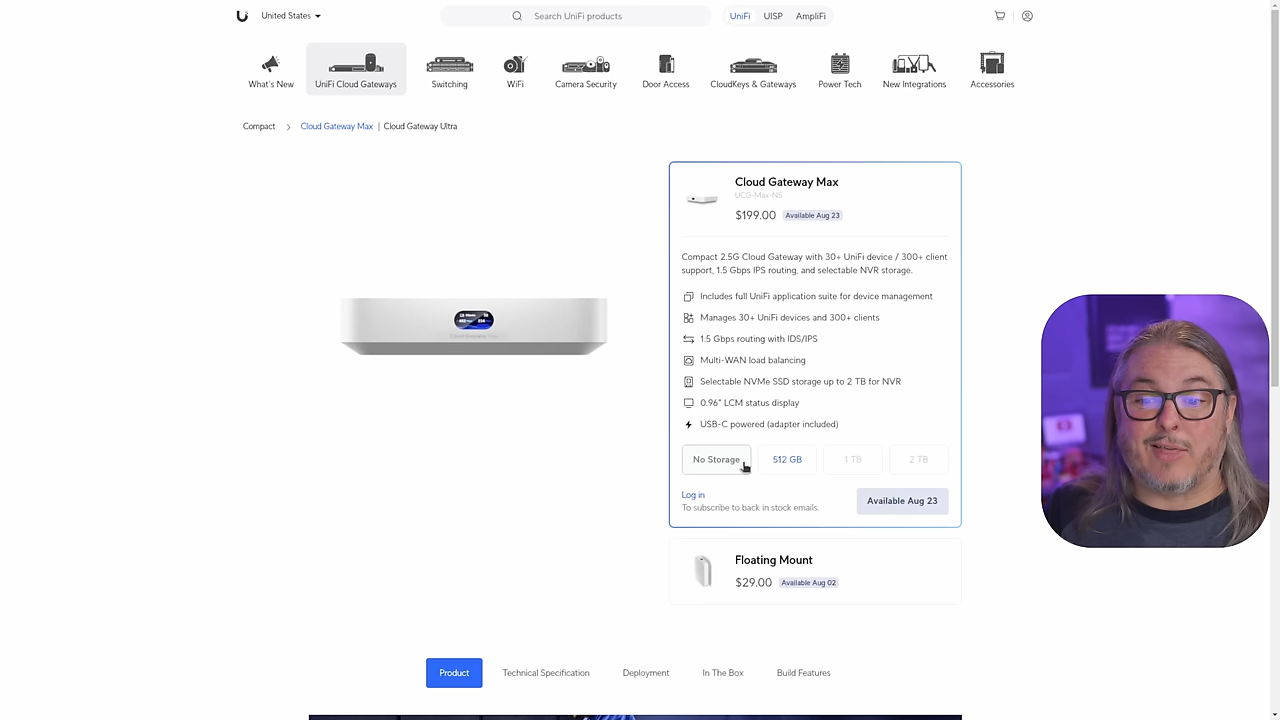 United States
Search UniFi products
UniFi
UISP
AmpliFi
What's New
UniFi Cloud Gateways
Switching
WiFi
Camera Security
Door Access
CloudKeys & Gateways
Power Tech
New Integrations
Accessories
Compact
Cloud Gateway Max | Cloud Gateway Ultra
Cloud Gateway Max
UCG-Max-NS
$199.00 Available Aug 23
Compact 2.5G Cloud Gateway with 30+ UniFi device / 300+ client
support, 1.5 Gbps IPS routing, and selectable NVR storage.
Includes full UniFi application suite for device management
Manages 30+ UniFi devices and 300+ clients
1.5 Gbps routing with IDS/IPS
Multi-WAN load balancing
Selectable NVMe SSD storage up to 2 TB for NVR
0.96" LCM status display
USB-C powered (adapter included)
No Storage
512 GB
1 TB
2 TB
Log in
To subscribe to back in stock emails.
Available Aug 23
Floating Mount
$29.00 Available Aug 02
Product
Technical Specification
Deployment
In The Box
Build Features